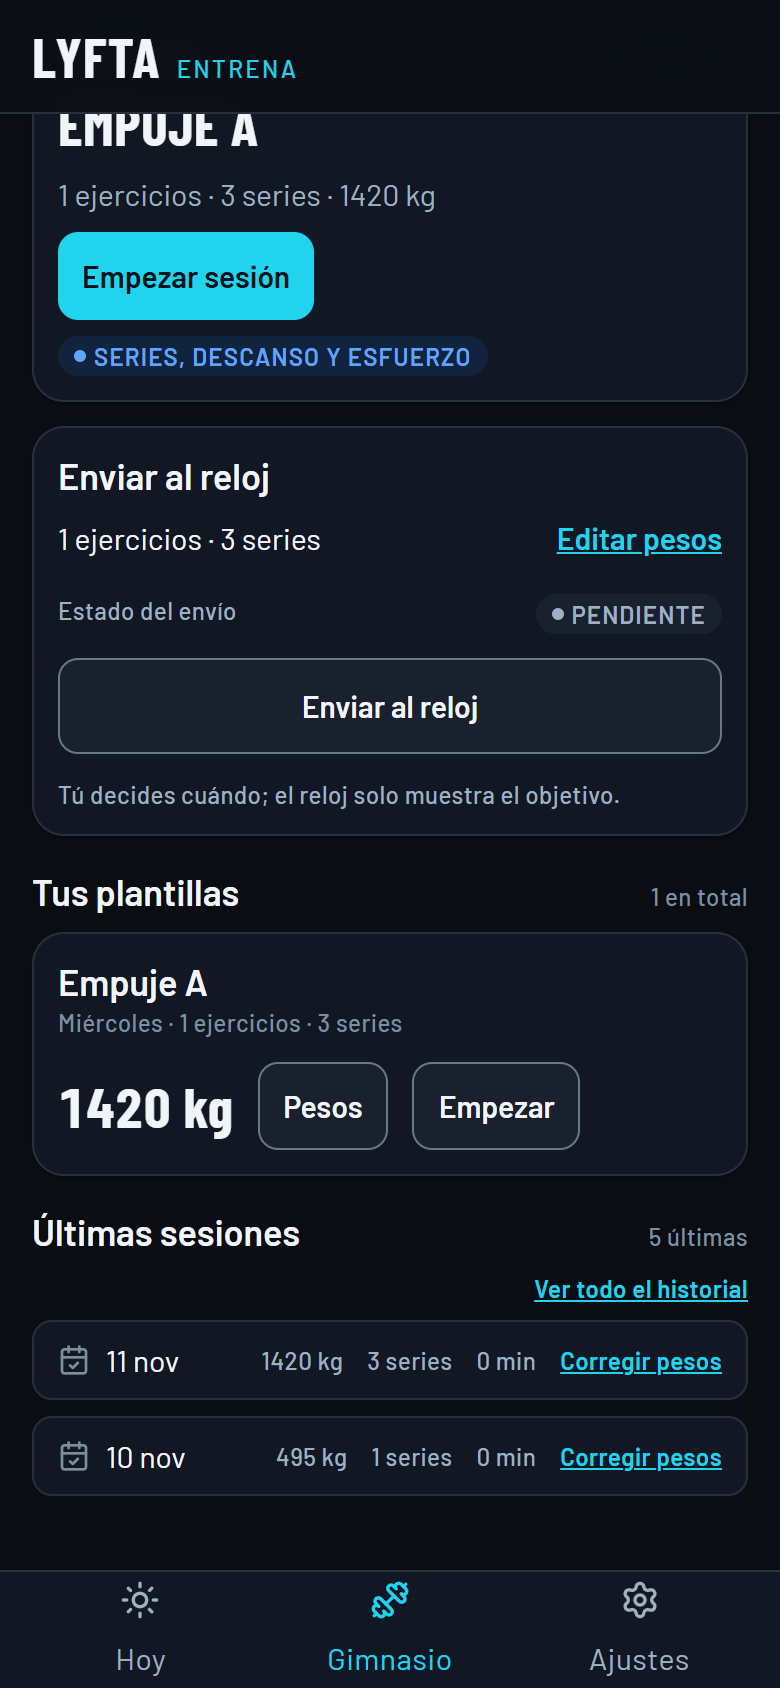 LYFTA ENTRENA
EMPUJE A
1 ejercicios · 3 series · 1420 kg
Empezar sesión
SERIES, DESCANSO Y ESFUERZO
Enviar al reloj
1 ejercicios · 3 series Editar pesos
Estado del envío PENDIENTE
Enviar al reloj
Tú decides cuándo; el reloj solo muestra el objetivo.
Tus plantillas 1 en total
Empuje A
Miércoles · 1 ejercicios · 3 series
1420 kg Pesos Empezar
Últimas sesiones 5 últimas
Ver todo el historial
11 nov 1420 kg 3 series 0 min Corregir pesos
10 nov 495 kg 1 series 0 min Corregir pesos
Hoy Gimnasio Ajustes